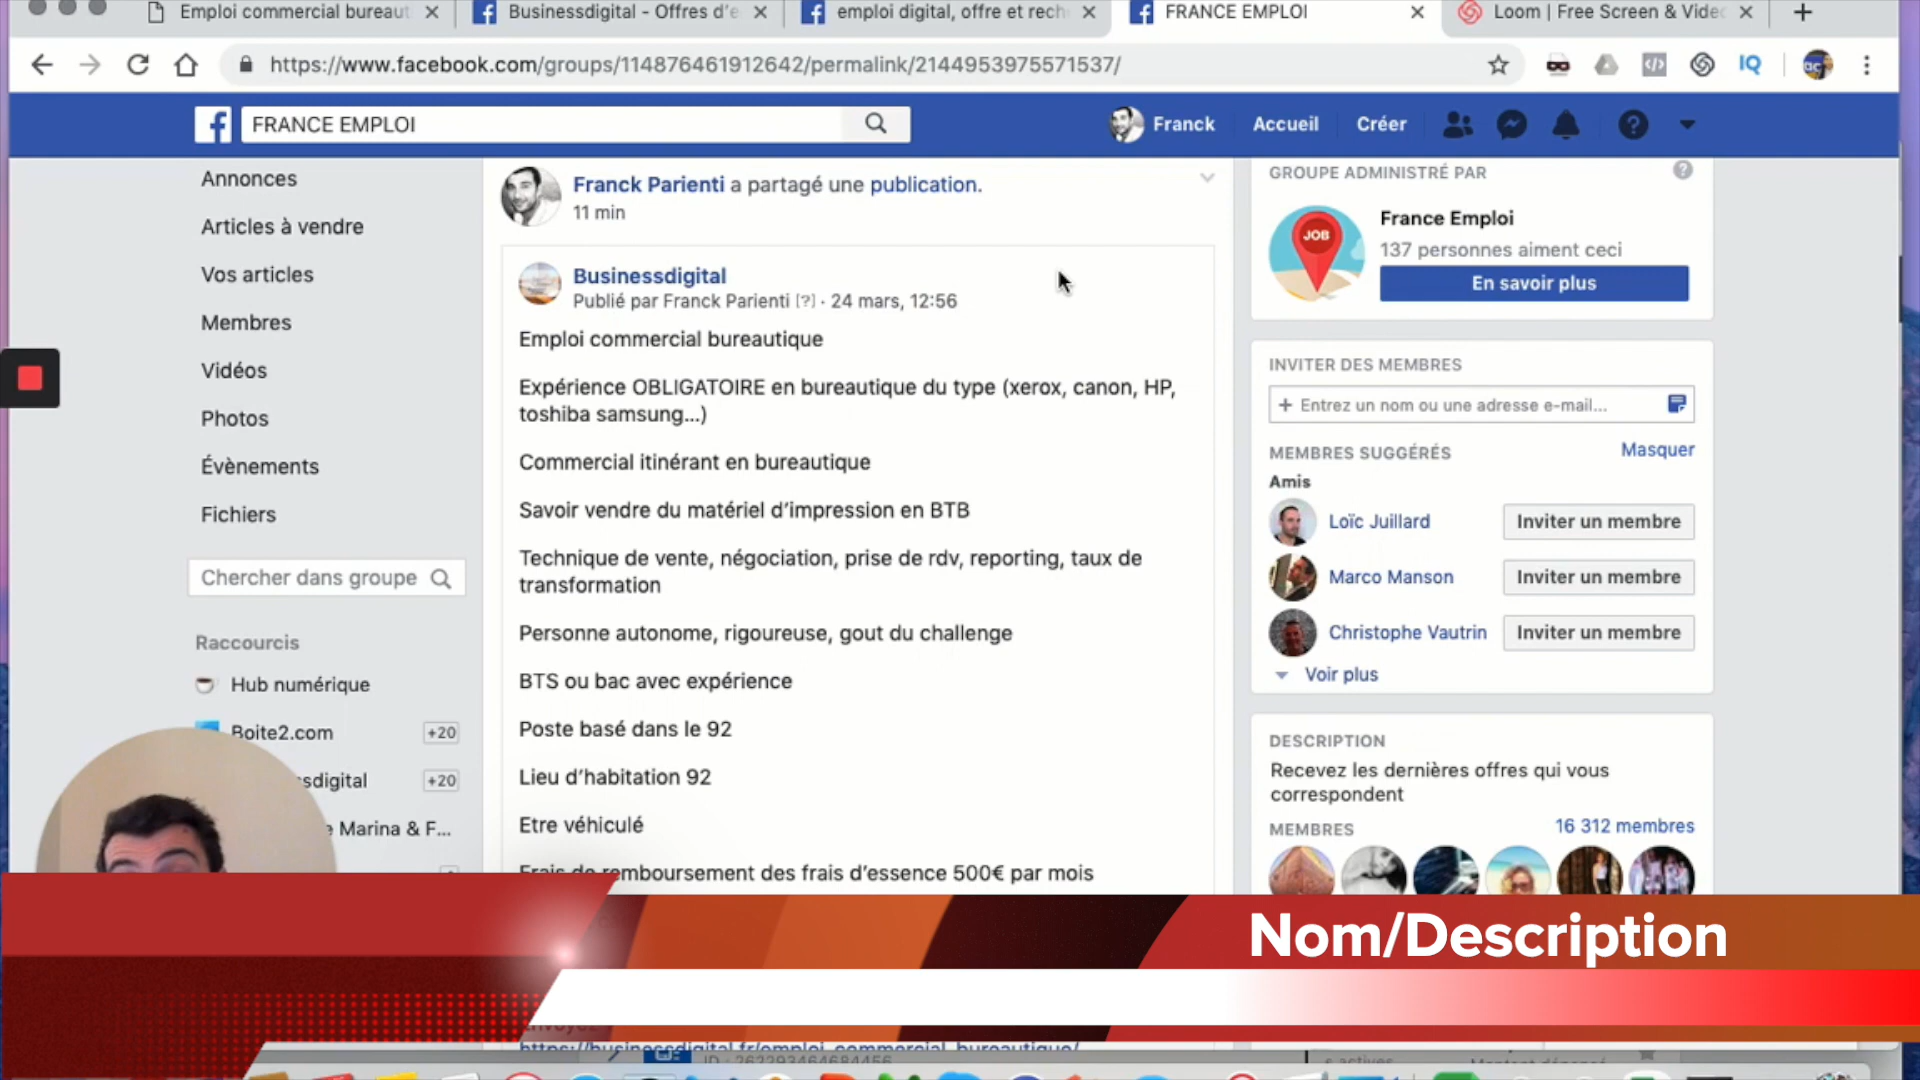 Emploi commercial bureaut
Businessdigital - Offres d'e
emploi digital, offre et rech
FRANCE EMPLOI
Loom | Free Screen & Vide
https://www.facebook.com/groups/114876461912642/permalink/2144953975571537/
IQ
FRANCE EMPLOI
Franck
Accueil
Créer
Annonces
Articles à vendre
Vos articles
Membres
Vidéos
Photos
Évènements
Fichiers
Chercher dans groupe
Raccourcis
Hub numérique
Boite2.com +20
sdigital +20
Marina & F...
Franck Parienti a partagé une publication.
11 min
Businessdigital
Publié par Franck Parienti [?] · 24 mars, 12:56
Emploi commercial bureautique
Expérience OBLIGATOIRE en bureautique du type (xerox, canon, HP,
toshiba samsung...)
Commercial itinérant en bureautique
Savoir vendre du matériel d'impression en BTB
Technique de vente, négociation, prise de rdv, reporting, taux de
transformation
Personne autonome, rigoureuse, gout du challenge
BTS ou bac avec expérience
Poste basé dans le 92
Lieu d'habitation 92
Etre véhiculé
Frais de remboursement des frais d'essence 500€ par mois
https://businessdigital.fr/emploi_commercial_bureautique/
GROUPE ADMINISTRÉ PAR
JOB
France Emploi
137 personnes aiment ceci
En savoir plus
INVITER DES MEMBRES
+ Entrez un nom ou une adresse e-mail...
MEMBRES SUGGÉRÉS Masquer
Amis
Loïc Juillard Inviter un membre
Marco Manson Inviter un membre
Christophe Vautrin Inviter un membre
Voir plus
DESCRIPTION
Recevez les dernières offres qui vous
correspondent
MEMBRES 16 312 membres
Nom/Description
ID : 262293464684456